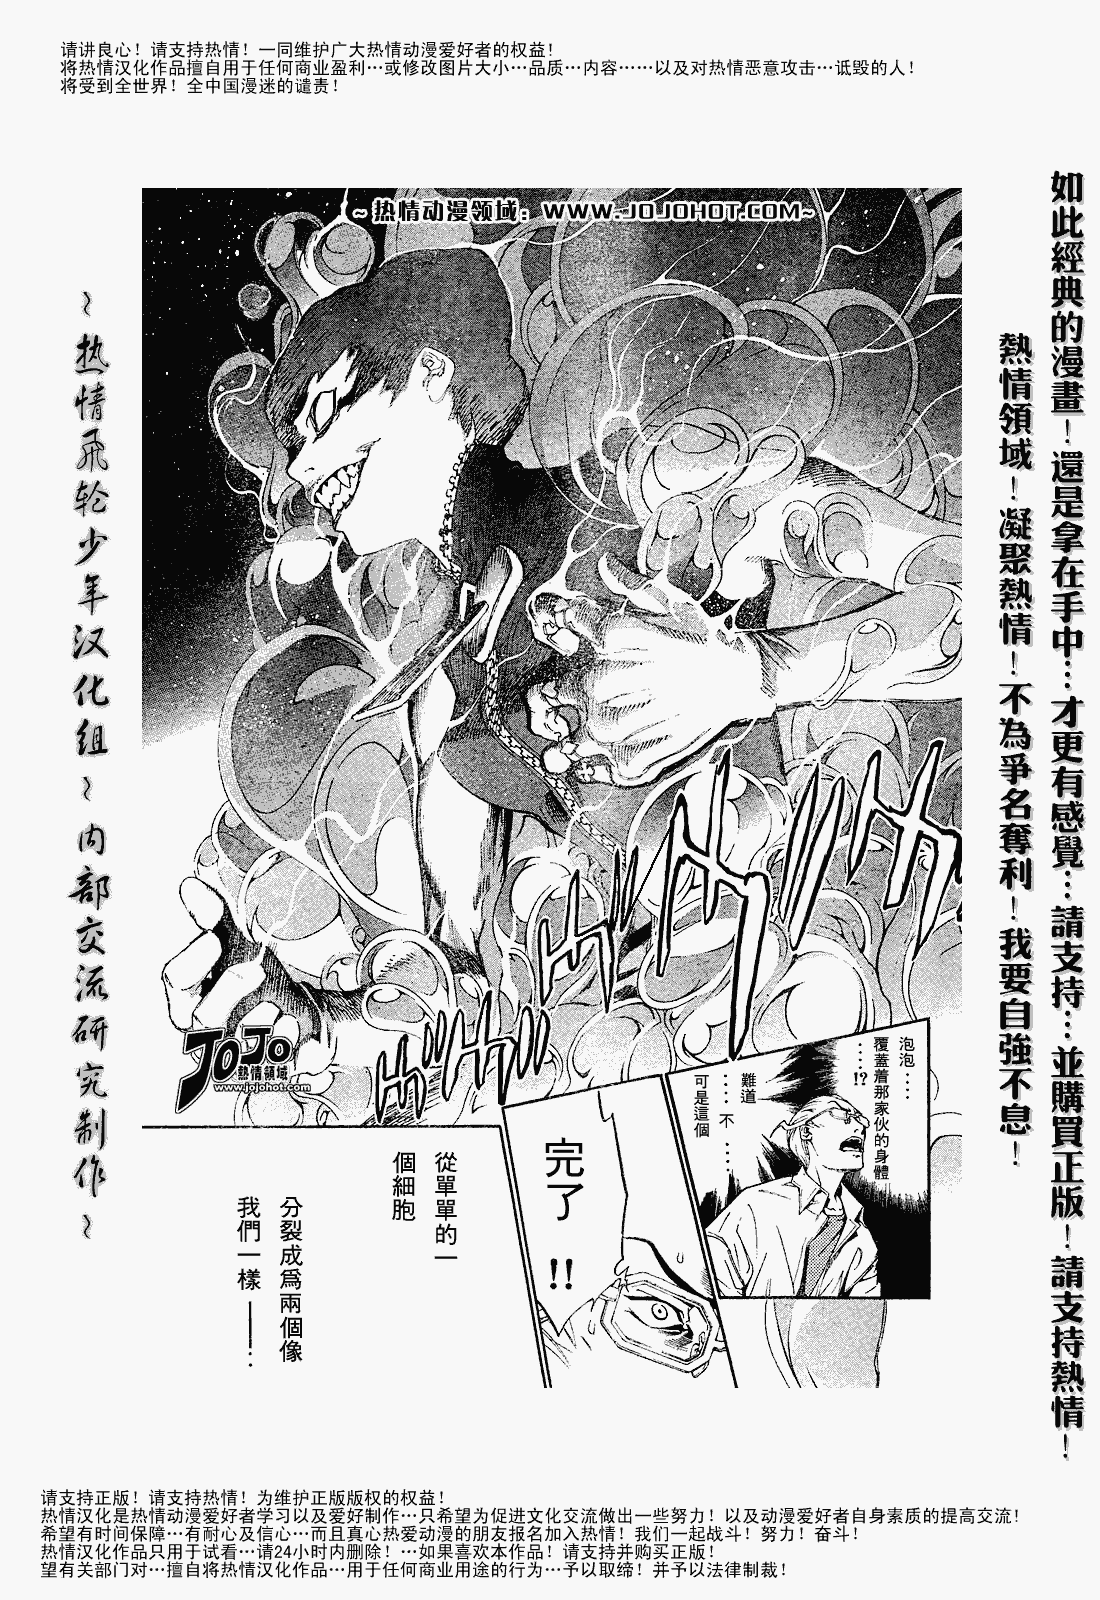 请讲良心！请支持热情！一同维护广大热情动漫爱好者的权益！
将热情汉化作品擅自用于任何商业盈利…或修改图片大小…品质…内容……以及对热情恶意攻击…诋毁的人！
将受到全世界！全中国漫迷的谴责！
~热情动漫领域：WWW.JOJOHOT.COM~
如此經典的漫畫！還是拿在手中…才更有感覺…請支持…並購買正版！請支持熱情！
熱情領域！凝聚熱情！不為爭名奪利！我要自強不息！
~热情飛轮少年汉化组~内部交流研究制作~
泡泡‥‥
覆蓋著那家伙的身體
‥‥!?
難道
‥‥不‥‥
可是這個
完了!!
從單單的一
個細胞
分裂成爲兩個像
我們一樣——‥
JOJO
熱情領域
www.jojohot.com
请支持正版！请支持热情！为维护正版版权的权益！
热情汉化是热情动漫爱好者学习以及爱好制作…只希望为促进文化交流做出一些努力！以及动漫爱好者自身素质的提高交流！
希望有时间保障…有耐心及信心…而且真心热爱动漫的朋友报名加入热情！我们一起战斗！努力！奋斗！
热情汉化作品只用于试看…请24小时内删除！…如果喜欢本作品！请支持并购买正版！
望有关部门对…擅自将热情汉化作品…用于任何商业用途的行为…予以取缔！并予以法律制裁！